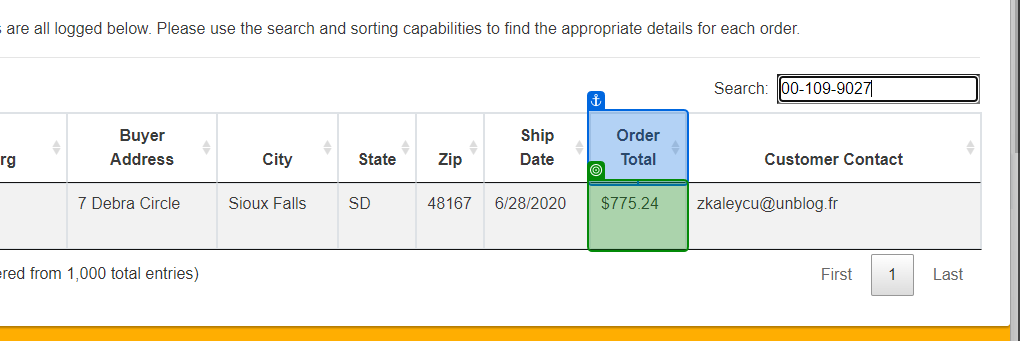 s are all logged below. Please use the search and sorting capabilities to find the appropriate details for each order.
Search: 00-109-9027
rg Buyer Address City State Zip Ship Date Order Total Customer Contact
7 Debra Circle Sioux Falls SD 48167 6/28/2020 $775.24 zkaleycu@unblog.fr
ered from 1,000 total entries) First 1 Last